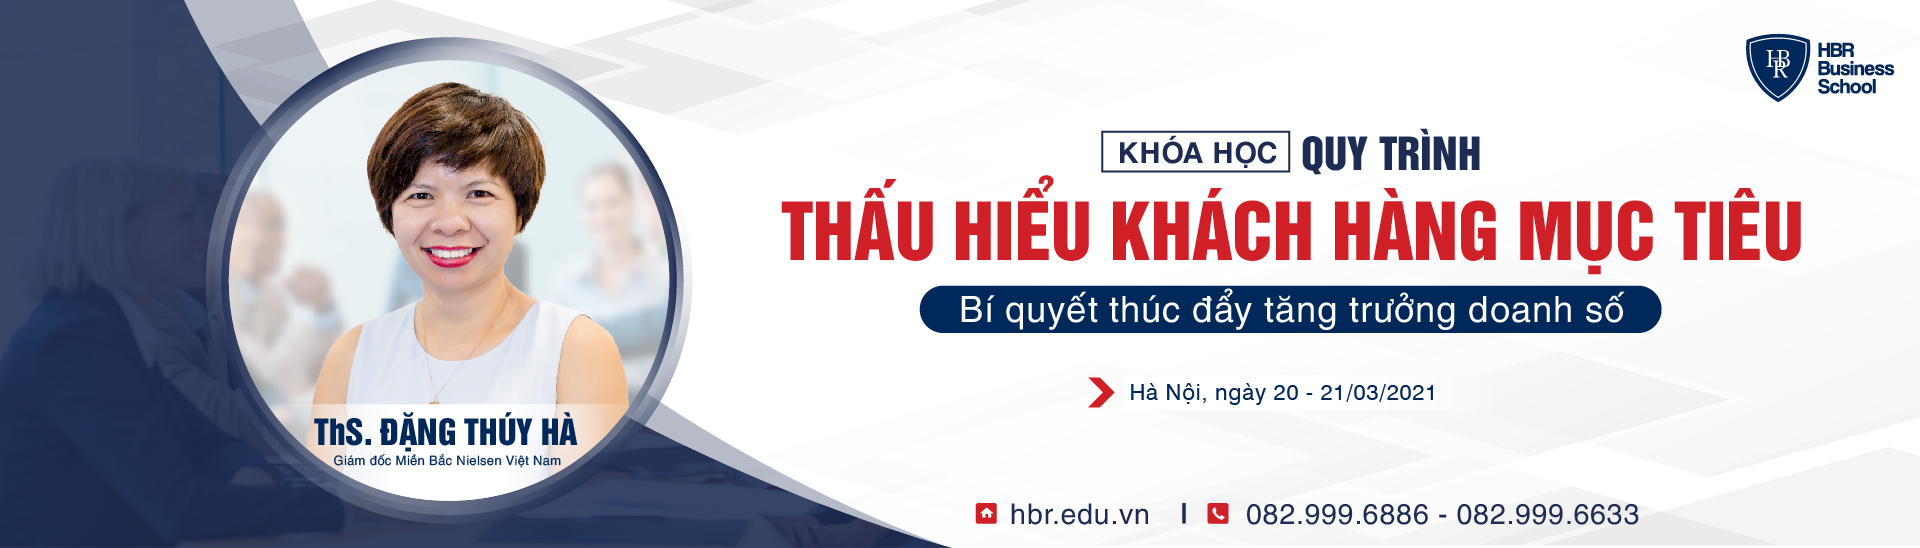 HBR
Business
School
HBR
KHÓA HỌC QUY TRÌNH
THẤU HIỂU KHÁCH HÀNG MỤC TIÊU
Bí quyết thúc đẩy tăng trưởng doanh số
Hà Nội, ngày 20 - 21/03/2021
ThS. ĐẶNG THÚY HÀ
Giám đốc Miền Bắc Nielsen Việt Nam
hbr.edu.vn | 082.999.6886 - 082.999.6633